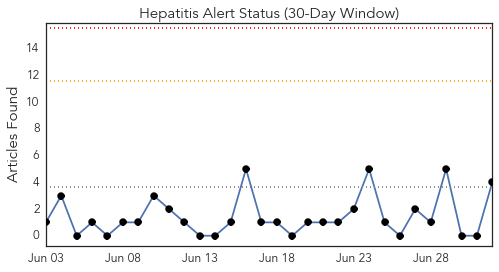 Hepatitis Alert Status (30-Day Window)
Articles Found
14
12
10
8
6
4
2
0
Jun 03
Jun 08
Jun 13
Jun 18
Jun 23
Jun 28